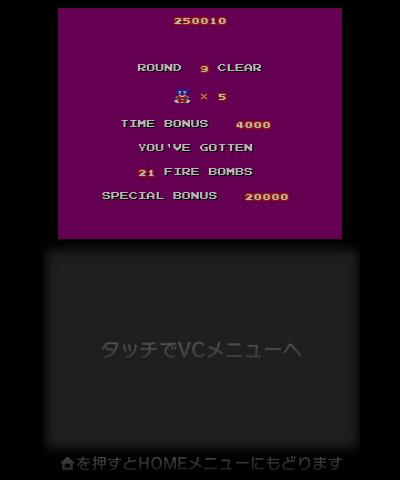 250010
ROUND 9 CLEAR
× 5
TIME BONUS 4000
YOU'VE GOTTEN
21 FIRE BOMBS
SPECIAL BONUS 20000
タッチでVCメニューへ
を押すとHOMEメニューにもどります